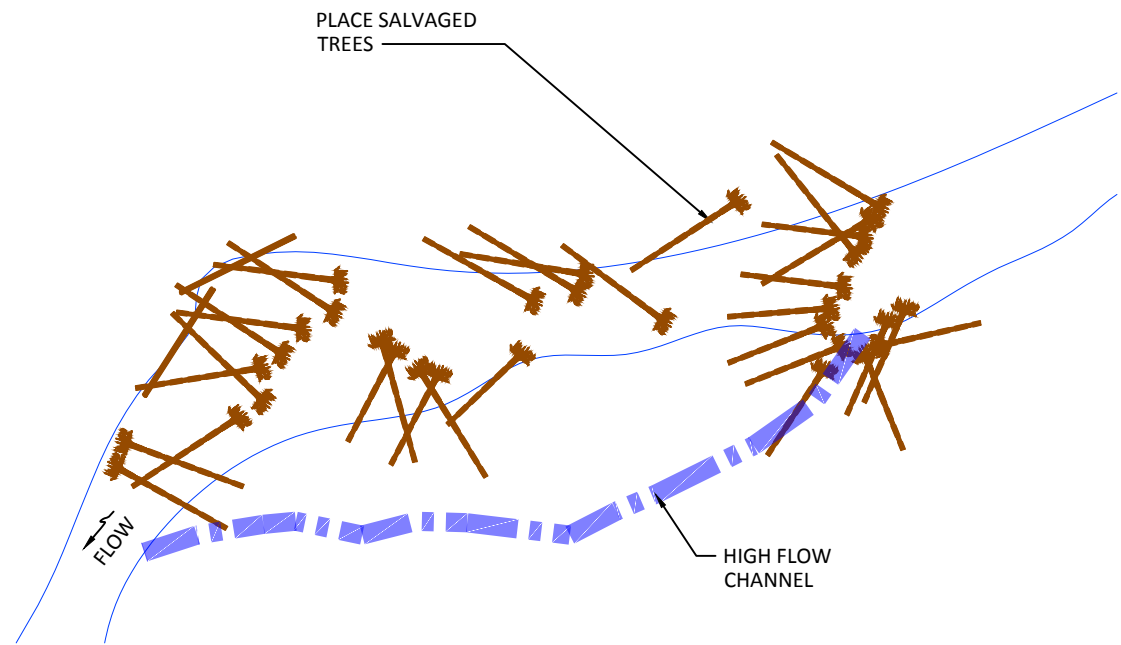 PLACE SALVAGED
TREES
FLOW
HIGH FLOW
CHANNEL